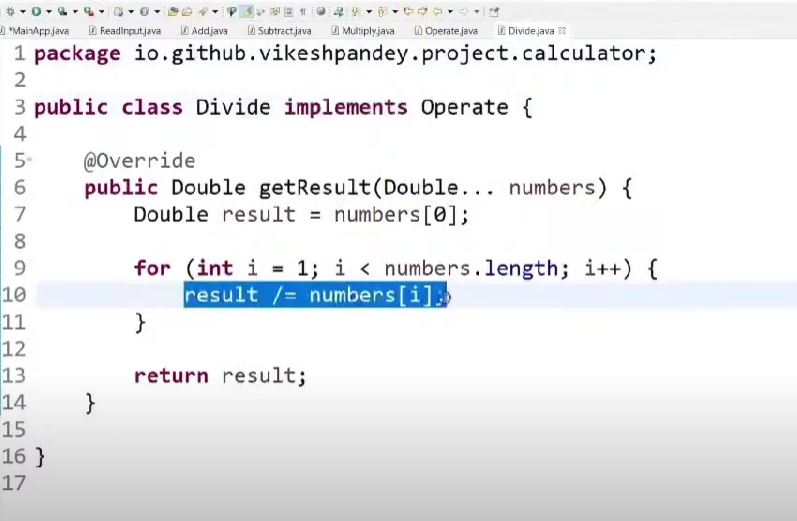 *MainApp.java ReadInput.java Add.java Subtract.java Multiply.java Operate.java Divide.java
1 package io.github.vikeshpandey.project.calculator;
2
3 public class Divide implements Operate {
4
5 @Override
6 public Double getResult(Double... numbers) {
7 Double result = numbers[0];
8
9 for (int i = 1; i < numbers.length; i++) {
10 result /= numbers[i];
11 }
12
13 return result;
14 }
15
16 }
17